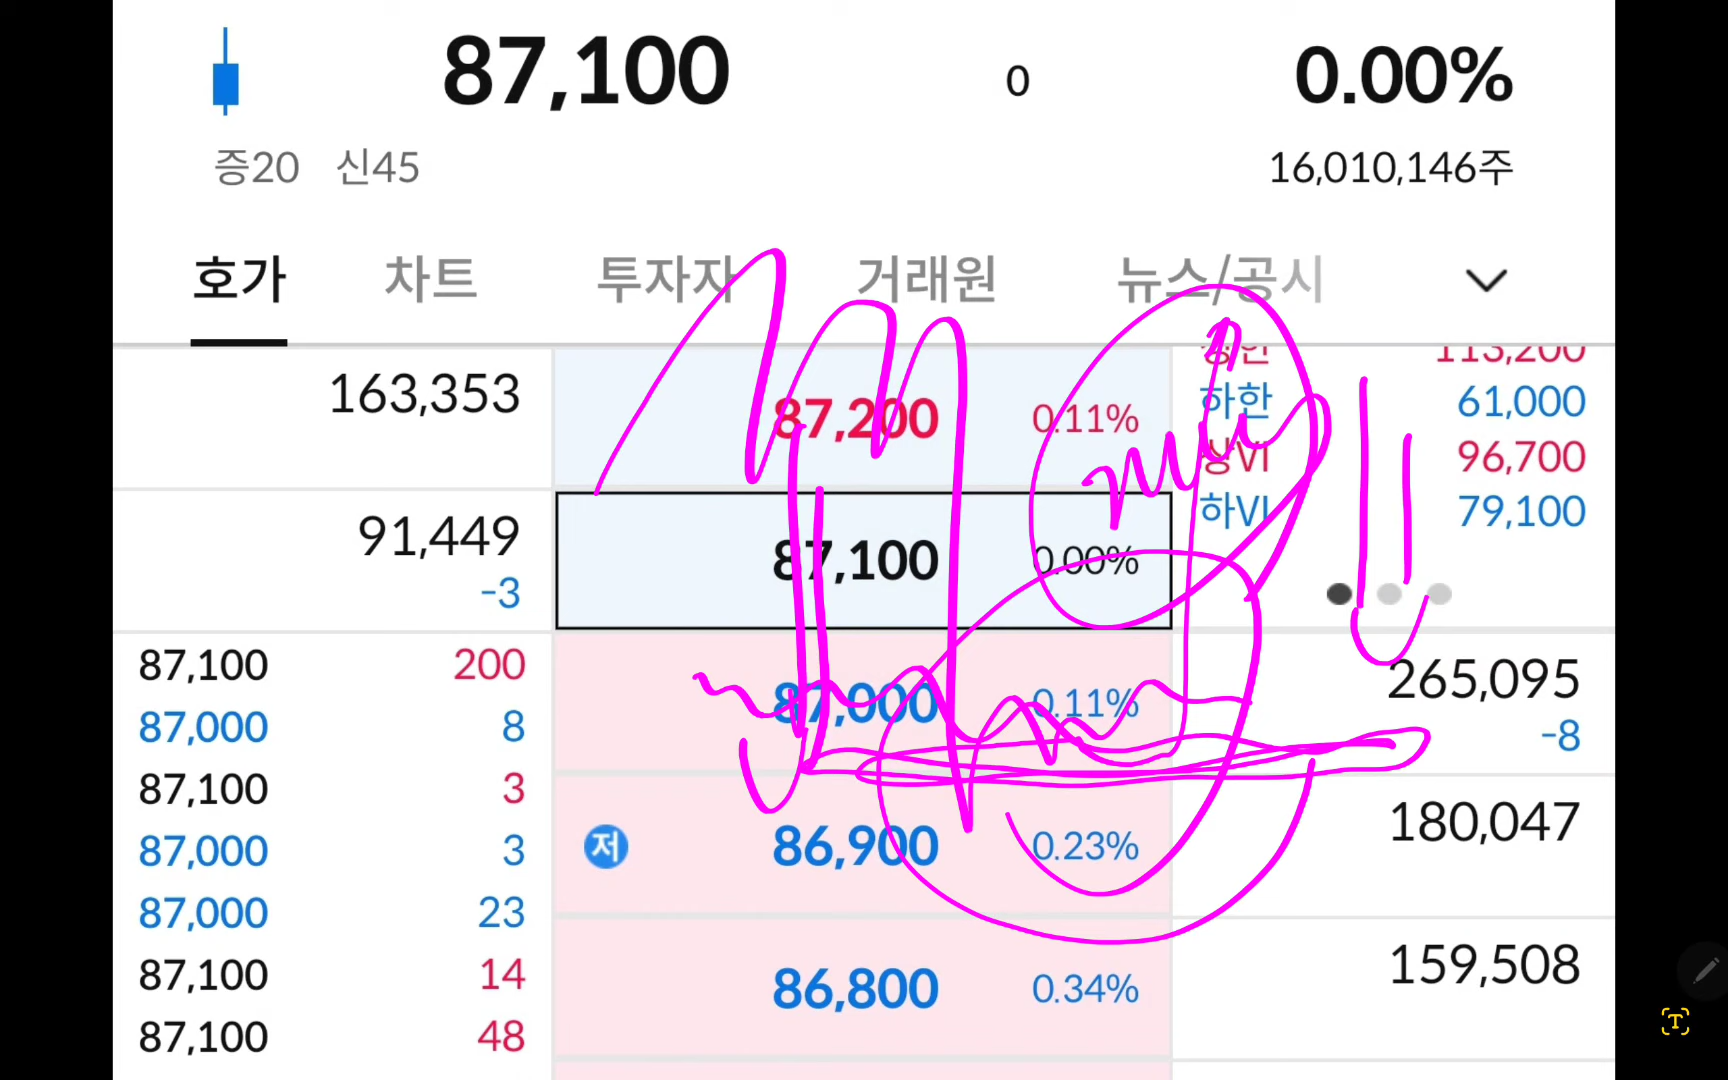 87,100 0 0.00%
증20 신45 16,010,146주
호가 차트 투자자 거래원 뉴스/공시
163,353 87,200 0.11%
상한 113,200
하한 61,000
상VI 96,700
하VI 79,100
91,449 87,100 0.00%
-3
87,100 200
87,000 8
87,000 0.11% 265,095
-8
87,100 3
87,000 3
저 86,900 0.23% 180,047
87,000 23
87,100 14
86,800 0.34% 159,508
87,100 48